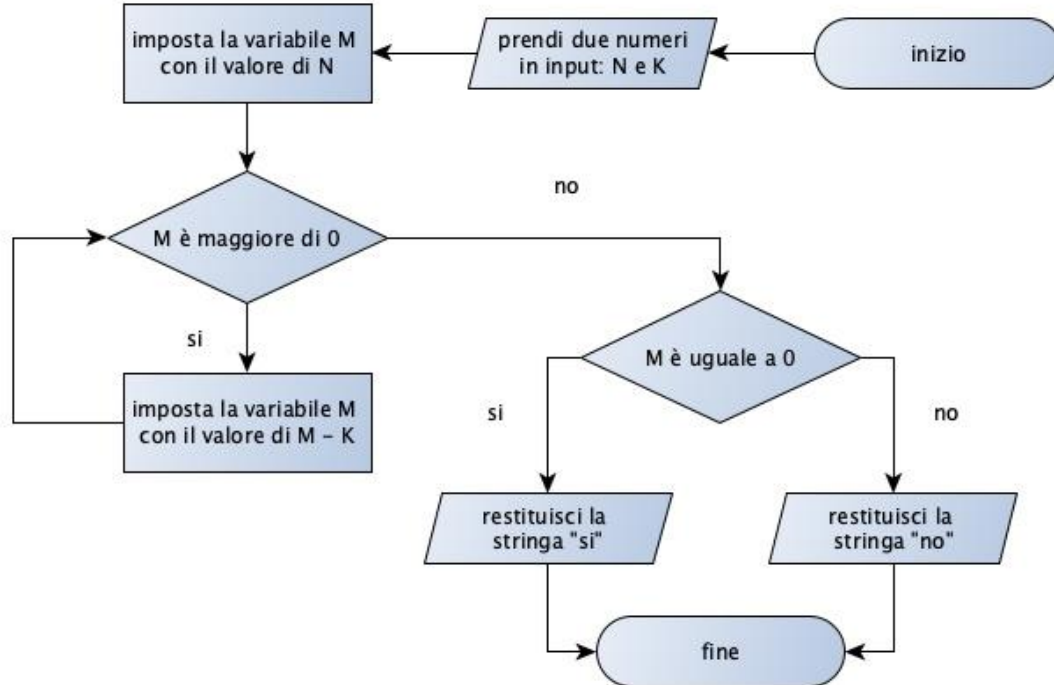 inizio
prendi due numeri
in input: N e K
imposta la variabile M
con il valore di N
M è maggiore di 0
no
si
imposta la variabile M
con il valore di M – K
M è uguale a 0
si
no
restituisci la
stringa "si"
restituisci la
stringa "no"
fine